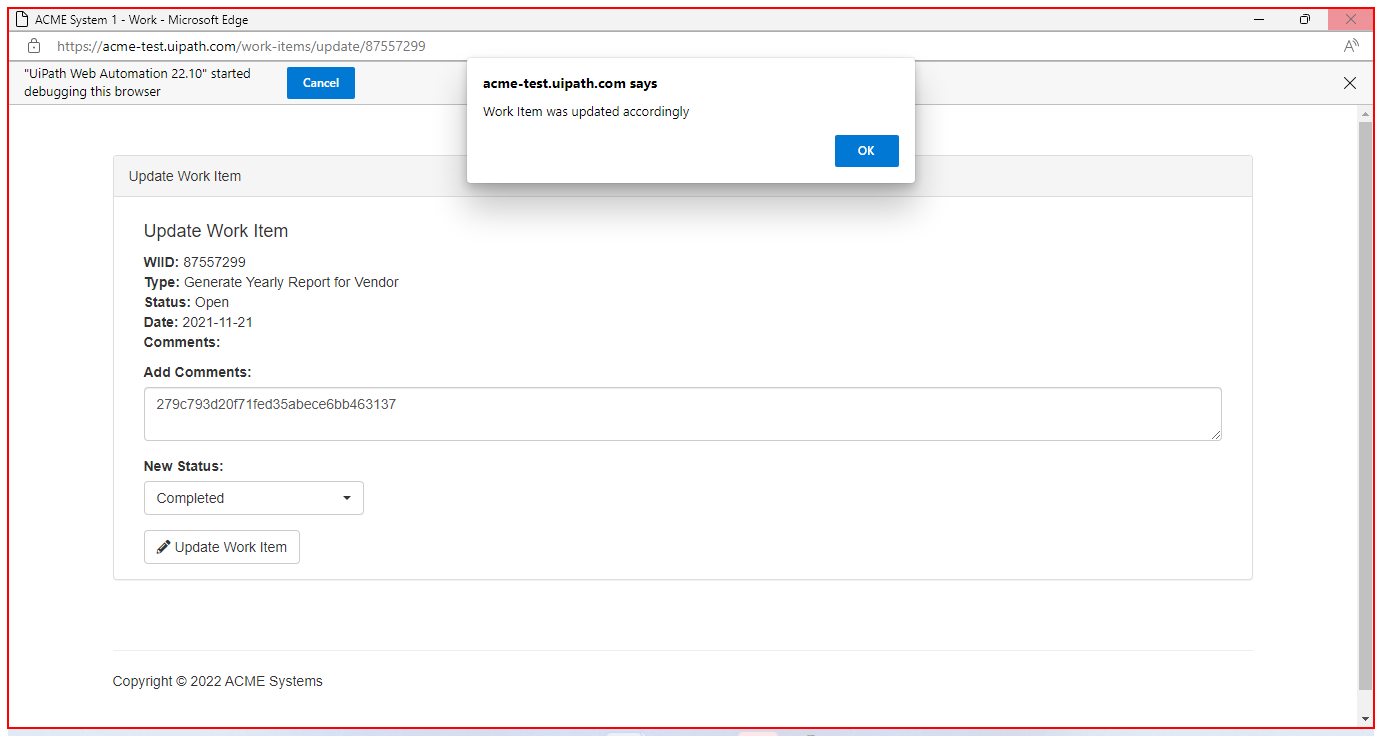 ACME System 1 - Work - Microsoft Edge
https://acme-test.uipath.com/work-items/update/87557299
"UiPath Web Automation 22.10" started
debugging this browser
Cancel
acme-test.uipath.com says
Work Item was updated accordingly
OK
Update Work Item
Update Work Item
WIID: 87557299
Type: Generate Yearly Report for Vendor
Status: Open
Date: 2021-11-21
Comments:
Add Comments:
279c793d20f71fed35abece6bb463137
New Status:
Completed
Update Work Item
Copyright © 2022 ACME Systems